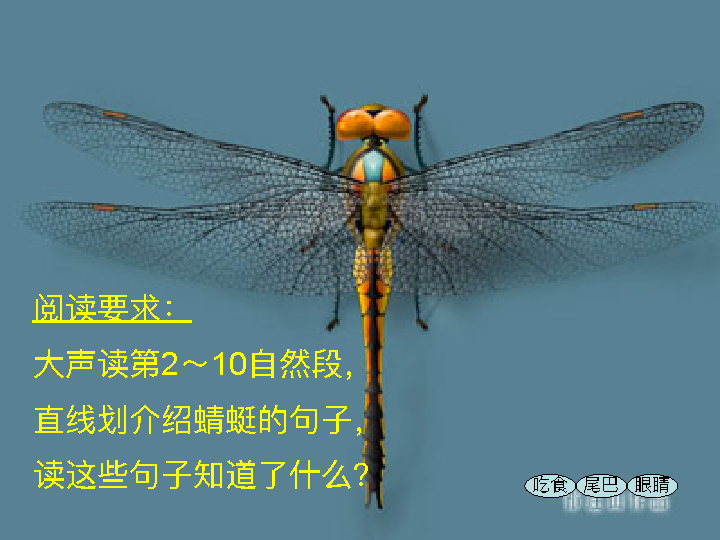 阅读要求：
大声读第2～10自然段，
直线划介绍蜻蜓的句子，
读这些句子知道了什么？
吃食 尾巴 眼睛